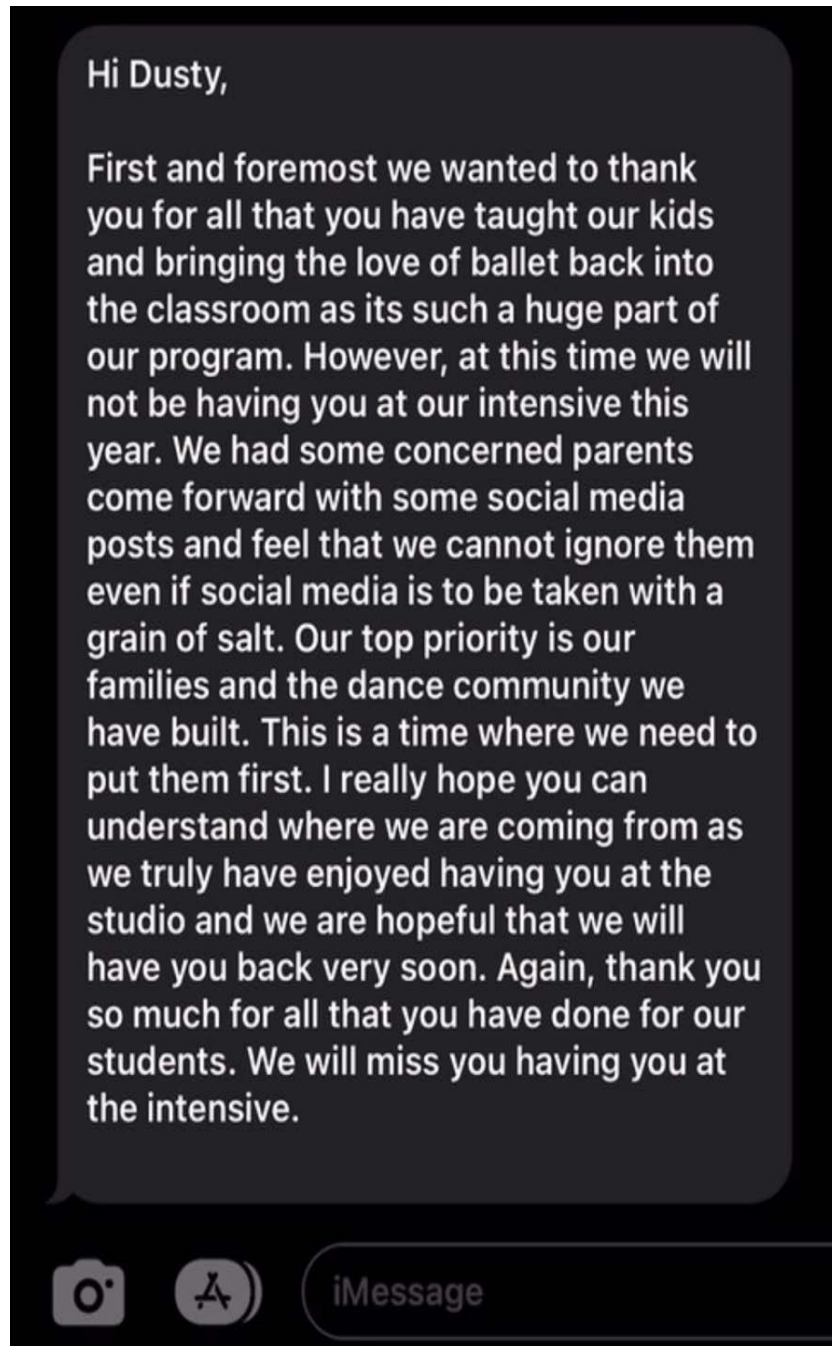 Hi Dusty,
First and foremost we wanted to thank
you for all that you have taught our kids
and bringing the love of ballet back into
the classroom as its such a huge part of
our program. However, at this time we will
not be having you at our intensive this
year. We had some concerned parents
come forward with some social media
posts and feel that we cannot ignore them
even if social media is to be taken with a
grain of salt. Our top priority is our
families and the dance community we
have built. This is a time where we need to
put them first. I really hope you can
understand where we are coming from as
we truly have enjoyed having you at the
studio and we are hopeful that we will
have you back very soon. Again, thank you
so much for all that you have done for our
students. We will miss you having you at
the intensive.
iMessage